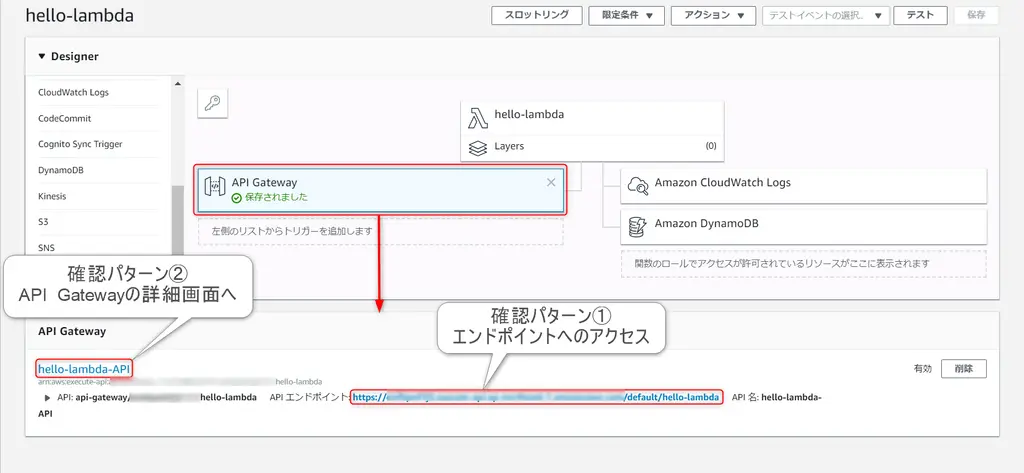 hello-lambda
スロットリング
限定条件 ▼
アクション ▼
テストイベントの選択.. ▼
テスト
保存
▼ Designer
CloudWatch Logs
CodeCommit
Cognito Sync Trigger
DynamoDB
Kinesis
S3
SNS
hello-lambda
Layers (0)
API Gateway
保存されました
左側のリストからトリガーを追加します
Amazon CloudWatch Logs
Amazon DynamoDB
関数のロールでアクセスが許可されているリソースがここに表示されます
確認パターン②
API Gatewayの詳細画面へ
確認パターン①
エンドポイントへのアクセス
API Gateway
hello-lambda-API
有効
削除
arn:aws:execute-api: hello-lambda
API: api-gateway/ hello-lambda API エンドポイント: https:// /default/hello-lambda API 名: hello-lambda-
API